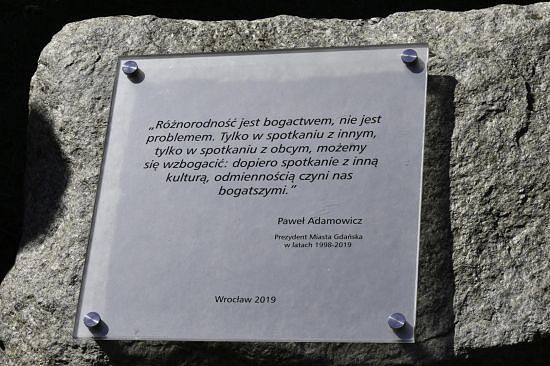 „Różnorodność jest bogactwem, nie jest
problemem. Tylko w spotkaniu z innym,
tylko w spotkaniu z obcym, możemy
się wzbogacić: dopiero spotkanie z inną
kulturą, odmiennością czyni nas
bogatszymi.”
Paweł Adamowicz
Prezydent Miasta Gdańska
w latach 1998-2019
Wrocław 2019